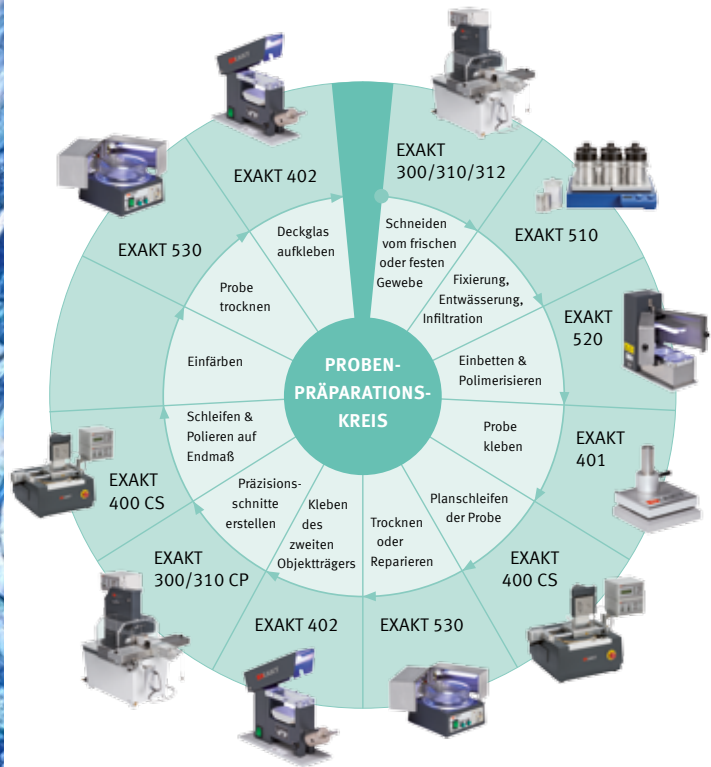 EXAKT
300/310/312
Schneiden
vom frischen
oder festen
Gewebe
EXAKT 510
Fixierung,
Entwässerung,
Infiltration
EXAKT
520
Einbetten &
Polimerisieren
EXAKT
401
Probe
kleben
EXAKT
400 CS
Planschleifen
der Probe
EXAKT 530
Trocknen
oder
Reparieren
EXAKT 402
Kleben
des
zweiten
Objektträgers
EXAKT
300/310 CP
Präzisions-
schnitte
erstellen
EXAKT
400 CS
Schleifen &
Polieren auf
Endmaß
Einfärben
EXAKT 530
Probe
trocknen
EXAKT 402
Deckglas
aufkleben
PROBEN-
PRÄPARATIONS-
KREIS